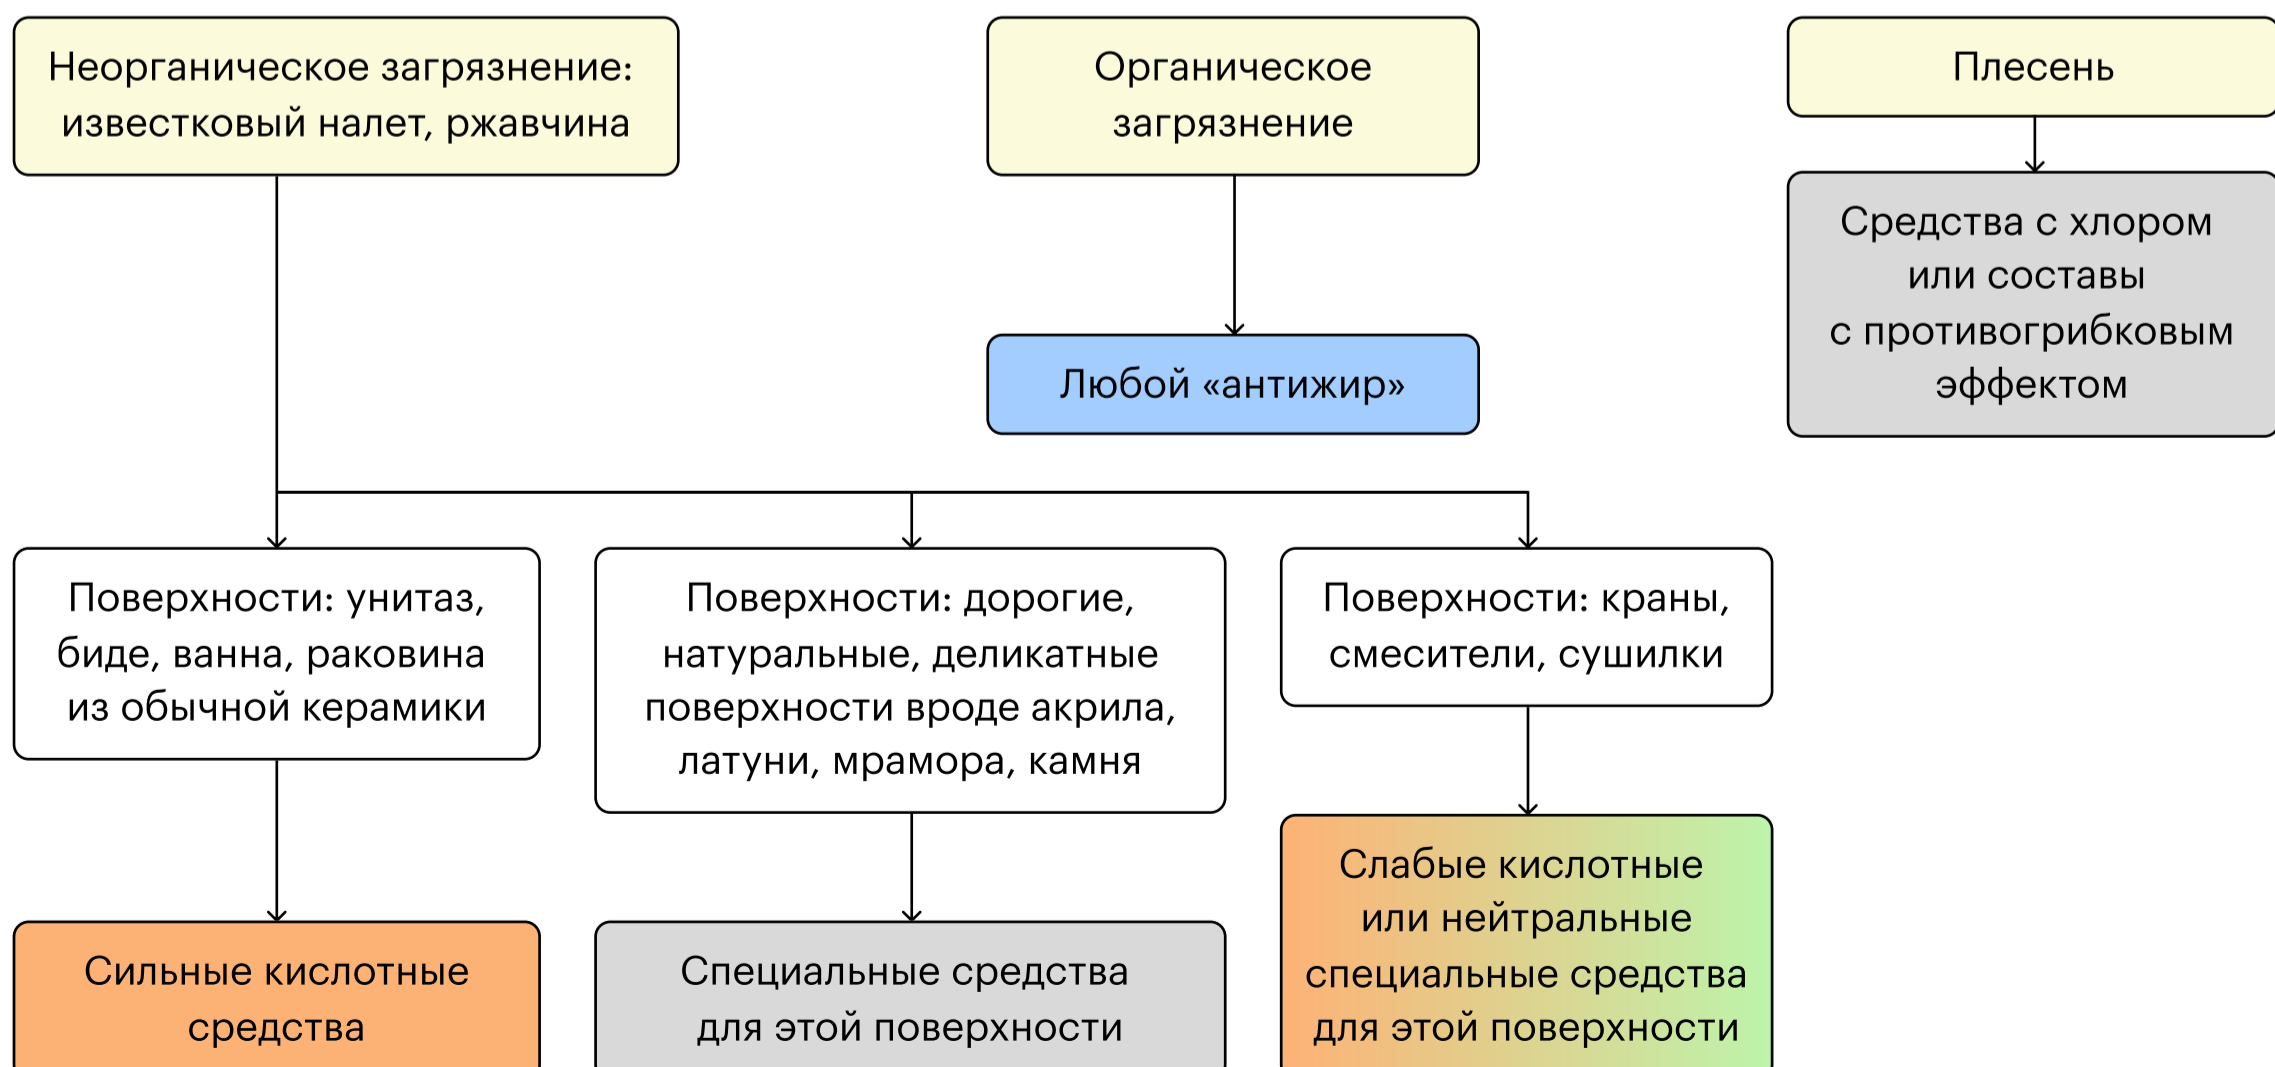 Неорганическое загрязнение:
известковый налет, ржавчина
Органическое
загрязнение
Плесень
Средства с хлором
или составы
с противогрибковым
эффектом
Любой «антижир»
Поверхности: унитаз,
биде, ванна, раковина
из обычной керамики
Поверхности: дорогие,
натуральные, деликатные
поверхности вроде акрила,
латуни, мрамора, камня
Поверхности: краны,
смесители, сушилки
Сильные кислотные
средства
Специальные средства
для этой поверхности
Слабые кислотные
или нейтральные
специальные средства
для этой поверхности